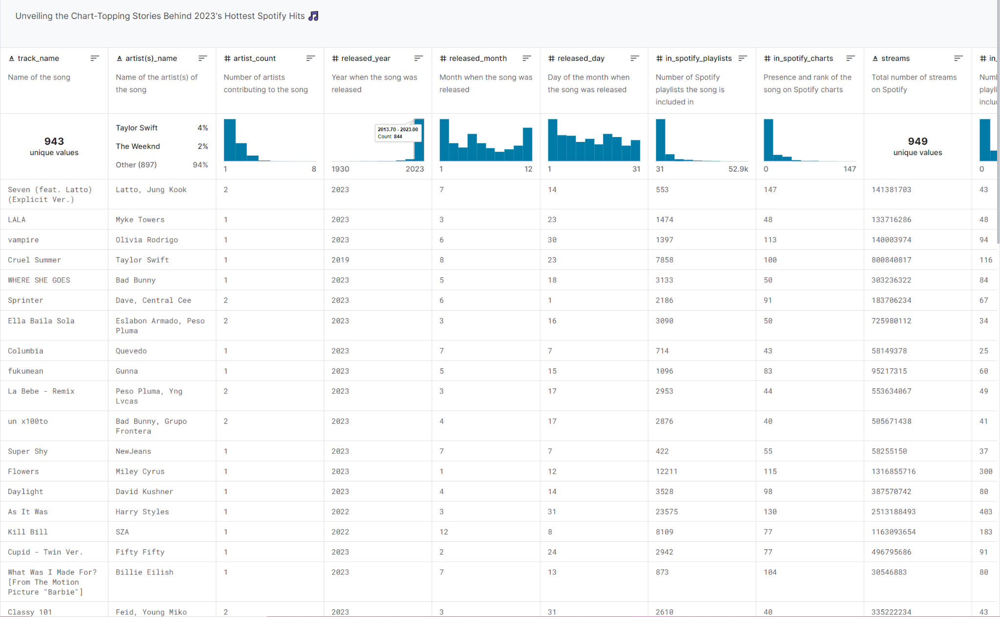 Unveiling the Chart-Topping Stories Behind 2023's Hottest Spotify Hits 🎵
track_name # artist(s)_name # artist_count # released_year # released_month # released_day # in_spotify_playlists # in_spotify_charts streams # in_
Name of the song
Name of the artist(s) of
the song
Number of artists
contributing to the song
Year when the song was
released
Month when the song was
released
Day of the month when
the song was released
Number of Spotify
playlists the song is
included in
Presence and rank of the
song on Spotify charts
Total number of streams
on Spotify
943
unique values
Taylor Swift 4%
The Weeknd 2%
Other (897) 94%
1 8
2013.70 - 2023.00
Count: 844
1930 2023
1 12
1 31
31 52.9k
0 147
949
unique values
0
Seven (feat. Latto)
(Explicit Ver.)
Latto, Jung Kook 2 2023 7 14 553 147 141381703 43
LALA Myke Towers 1 2023 3 23 1474 48 133716286 48
vampire Olivia Rodrigo 1 2023 6 30 1397 113 140003974 94
Cruel Summer Taylor Swift 1 2019 8 23 7858 100 800840817 116
WHERE SHE GOES Bad Bunny 1 2023 5 18 3133 50 303236322 84
Sprinter Dave, Central Cee 2 2023 6 1 2186 91 183706234 67
Ella Baila Sola Eslabon Armado, Peso
Pluma
2 2023 3 16 3090 50 725980112 34
Columbia Quevedo 1 2023 7 7 714 43 58149378 25
fukumean Gunna 1 2023 5 15 1096 83 95217315 60
La Bebe - Remix Peso Pluma, Yng
Lvcas
2 2023 3 17 2953 44 553634067 49
un x100to Bad Bunny, Grupo
Frontera
2 2023 4 17 2876 40 505671438 41
Super Shy NewJeans 1 2023 7 7 422 55 58255150 37
Flowers Miley Cyrus 1 2023 1 12 12211 115 1316855716 300
Daylight David Kushner 1 2023 4 14 3528 98 387570742 80
As It Was Harry Styles 1 2022 3 31 23575 130 2513188493 403
Kill Bill SZA 1 2022 12 8 8109 77 1163093654 183
Cupid - Twin Ver. Fifty Fifty 1 2023 2 24 2942 77 496795686 91
What Was I Made For?
[From The Motion
Picture "Barbie"]
Billie Eilish 1 2023 7 13 873 104 30546883 80
Classy 101 Feid, Young Miko 2 2023 3 31 2610 40 335222234 43